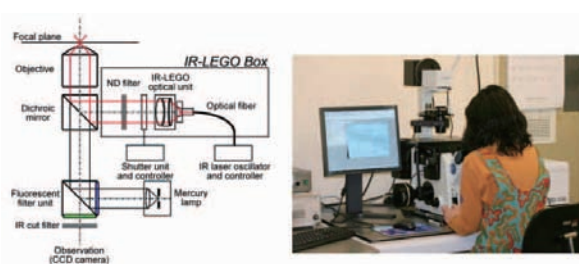 Focal plane
IR-LEGO Box
Objective
ND filter
IR-LEGO
optical unit
Optical fiber
Dichroic
mirror
Shutter unit
and controller
IR laser oscillator
and controller
Fluorescent
filter unit
Mercury
lamp
IR cut filter
Observation
(CCD camera)